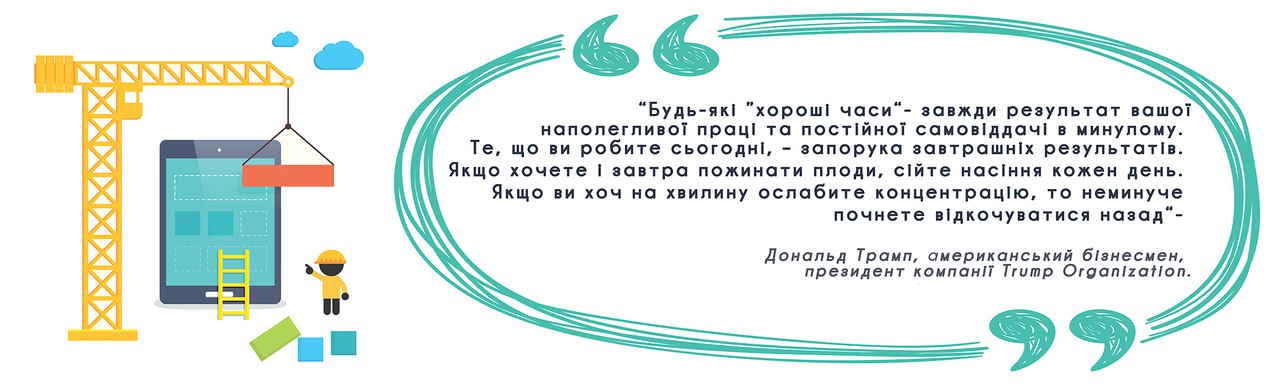 “Будь-які ”хороші часи“- завжди результат вашої
наполегливої праці та постійної самовіддачі в минулому.
Те, що ви робите сьогодні, – запорука завтрашніх результатів.
Якщо хочете і завтра пожинати плоди, сійте насіння кожен день.
Якщо ви хоч на хвилину ослабите концентрацію, то неминуче
почнете відкочуватися назад“-
Дональд Трамп, американський бізнесмен,
президент компанії Trump Organization.